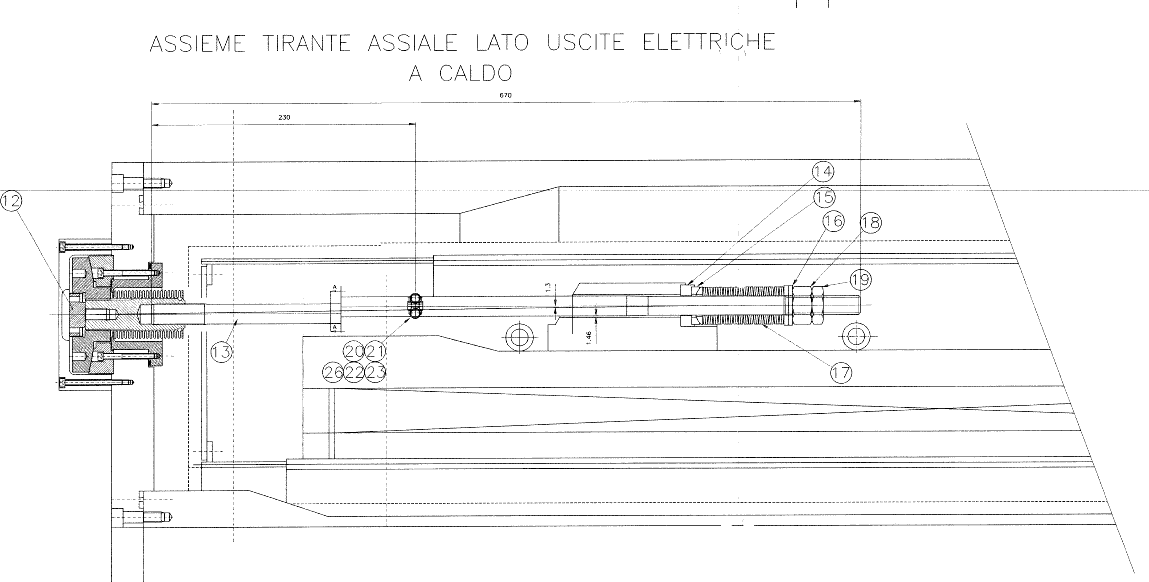 ASSIEME TIRANTE ASSIALE LATO USCITE ELETTRICHE
A CALDO
670
230
14
12
15
16
18
A
1.3
19
A
1.46
13
20 21
26 22 23
17